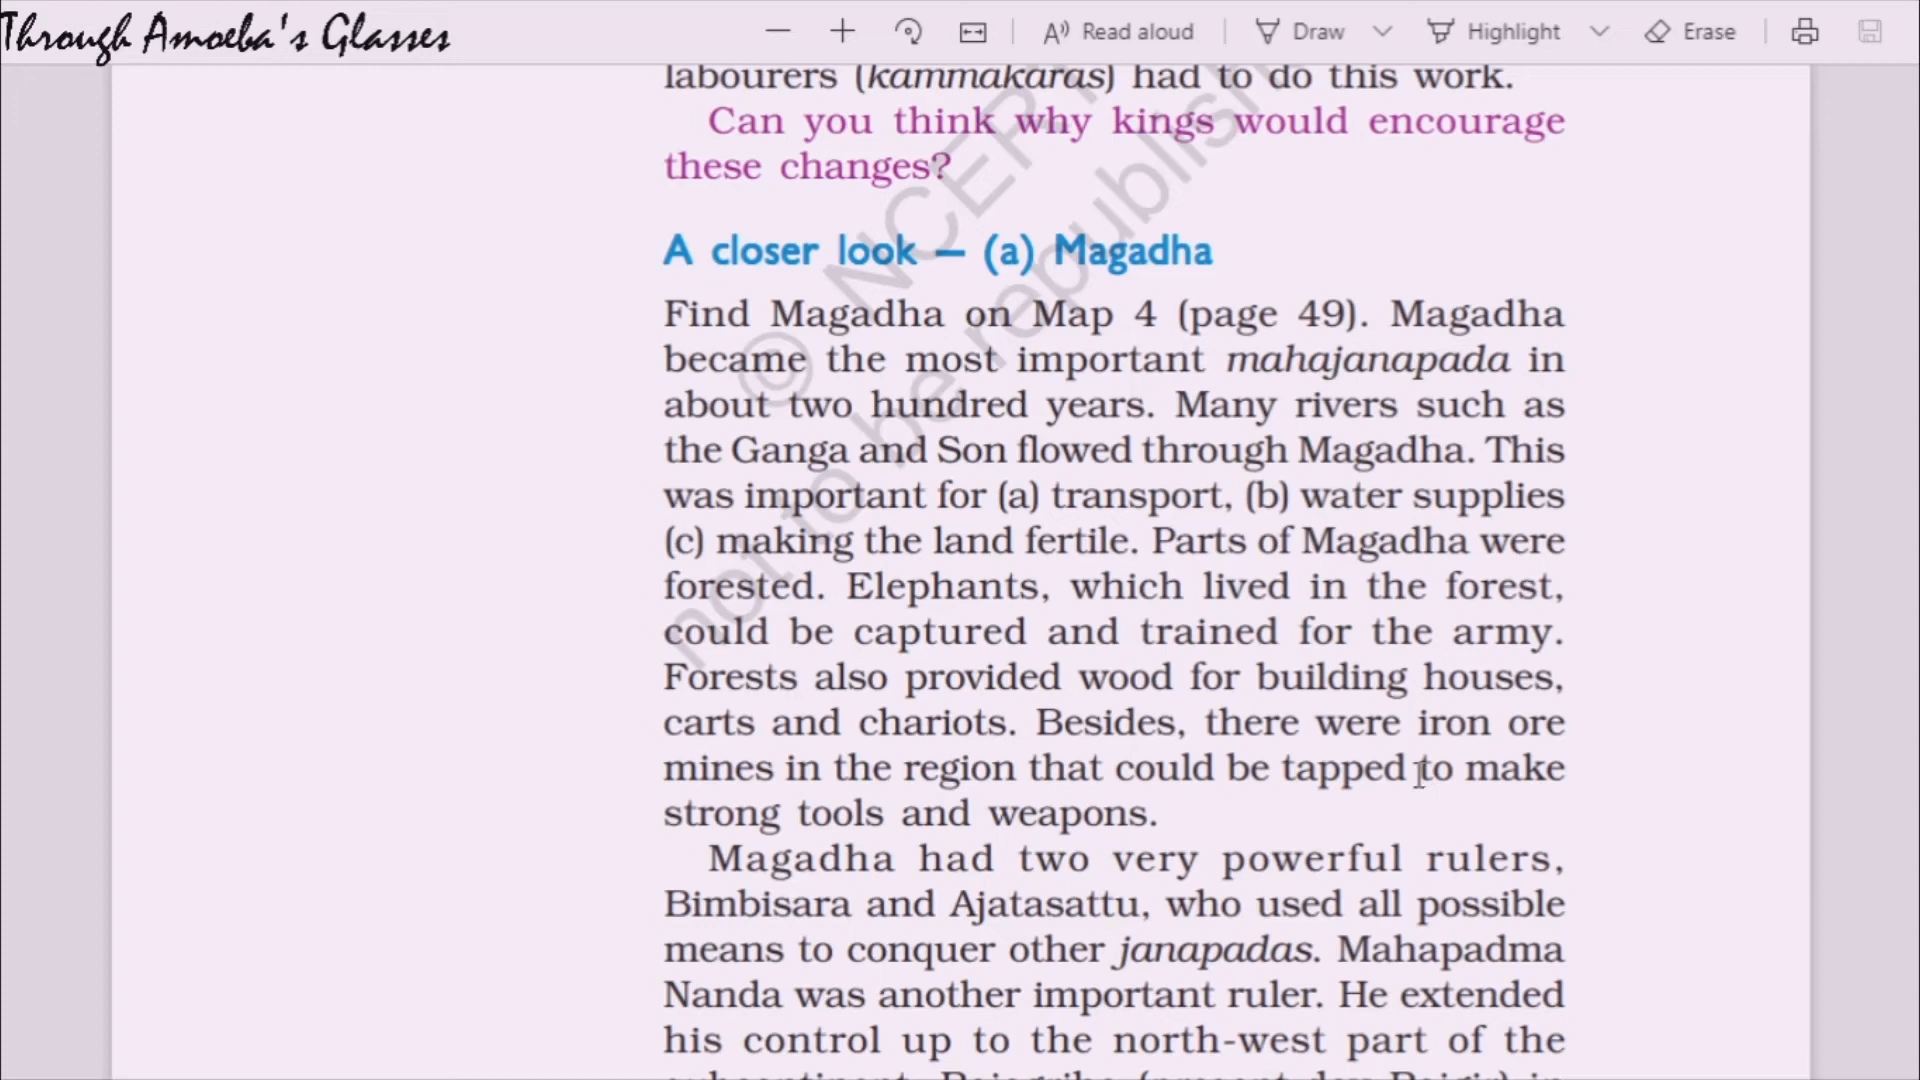 Through Amoeba's Glasses
Read aloud
Draw
Highlight
Erase
labourers (kammakaras) had to do this work.
Can you think why kings would encourage
these changes?
A closer look — (a) Magadha
Find Magadha on Map 4 (page 49). Magadha
became the most important mahajanapada in
about two hundred years. Many rivers such as
the Ganga and Son flowed through Magadha. This
was important for (a) transport, (b) water supplies
(c) making the land fertile. Parts of Magadha were
forested. Elephants, which lived in the forest,
could be captured and trained for the army.
Forests also provided wood for building houses,
carts and chariots. Besides, there were iron ore
mines in the region that could be tapped to make
strong tools and weapons.
Magadha had two very powerful rulers,
Bimbisara and Ajatasattu, who used all possible
means to conquer other janapadas. Mahapadma
Nanda was another important ruler. He extended
his control up to the north-west part of the
© NCERT
not to be republish